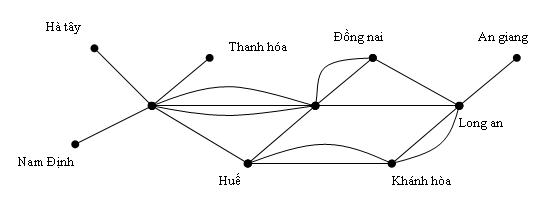 Hà tây
Thanh hóa
Đồng nai
An giang
Long an
Nam Định
Huế
Khánh hòa